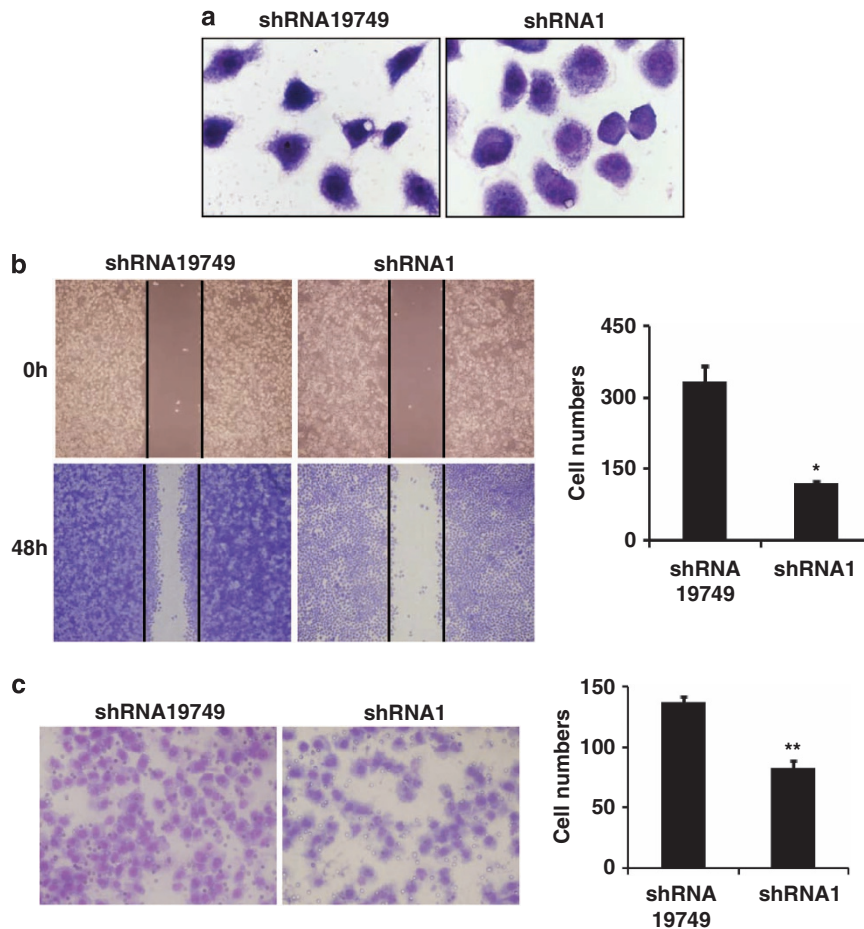 a
shRNA19749 shRNA1
b
shRNA19749 shRNA1
0h
48h
Cell numbers
450
300
150
0
*
shRNA
19749
shRNA1
c
shRNA19749 shRNA1
Cell numbers
150
100
50
0
**
shRNA
19749
shRNA1